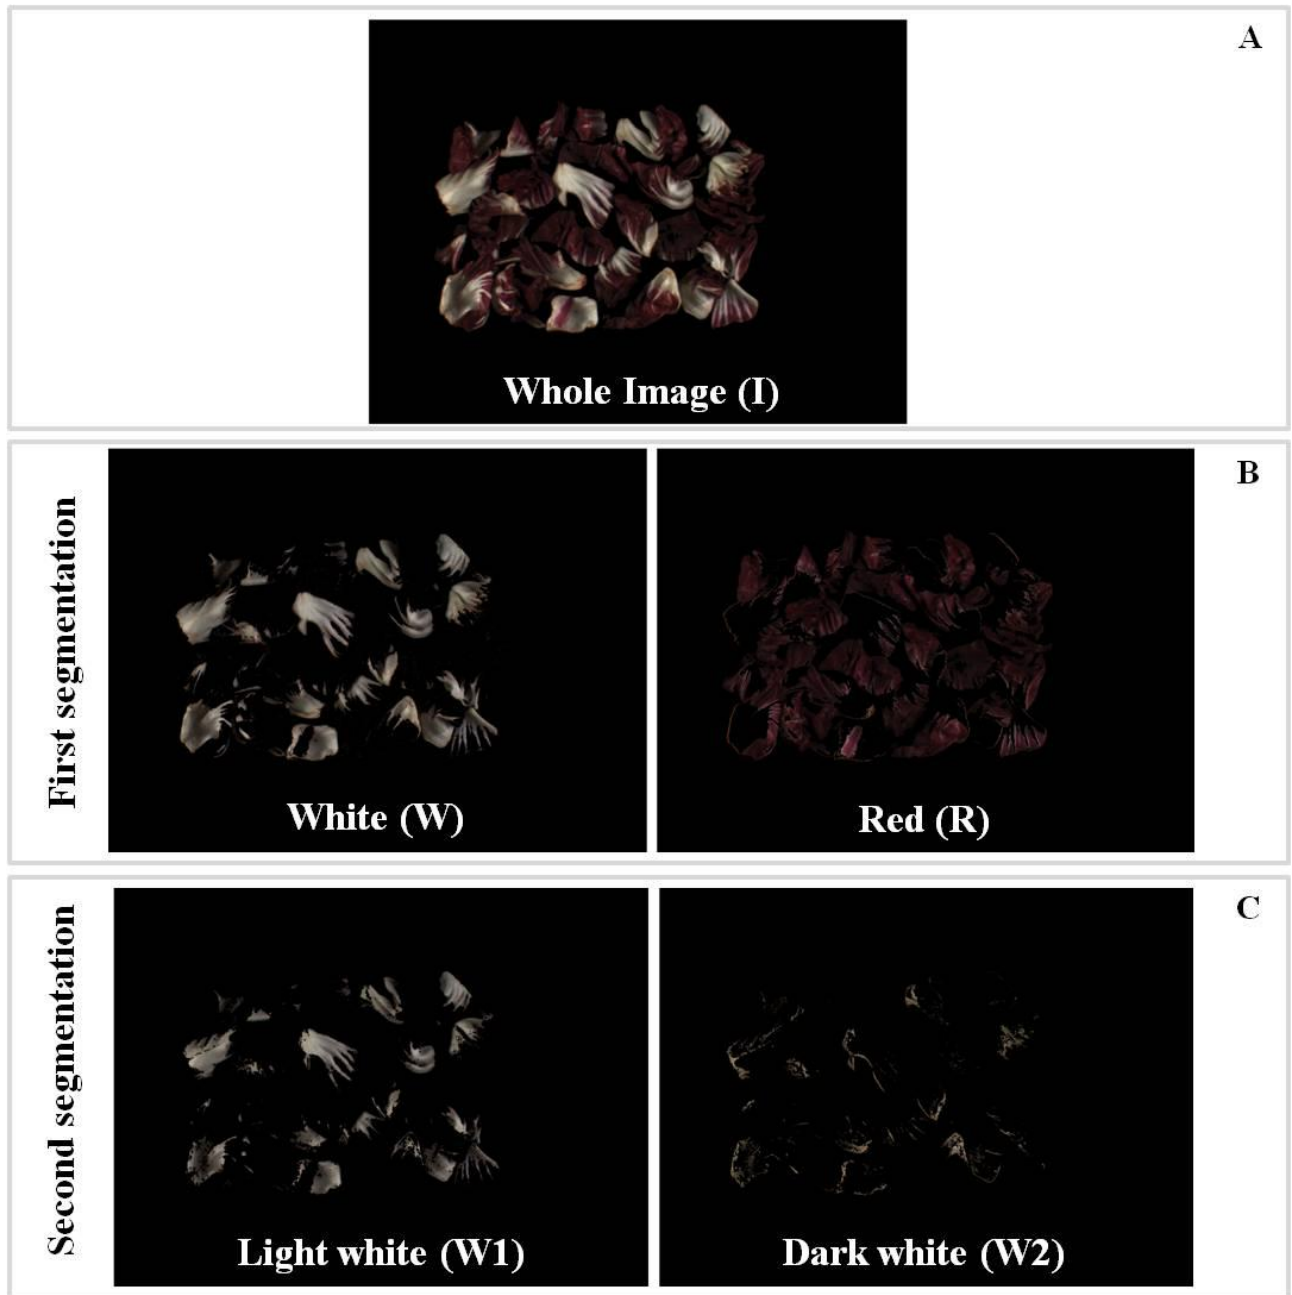 A
Whole Image (I)
B
First segmentation
White (W)
Red (R)
C
Second segmentation
Light white (W1)
Dark white (W2)